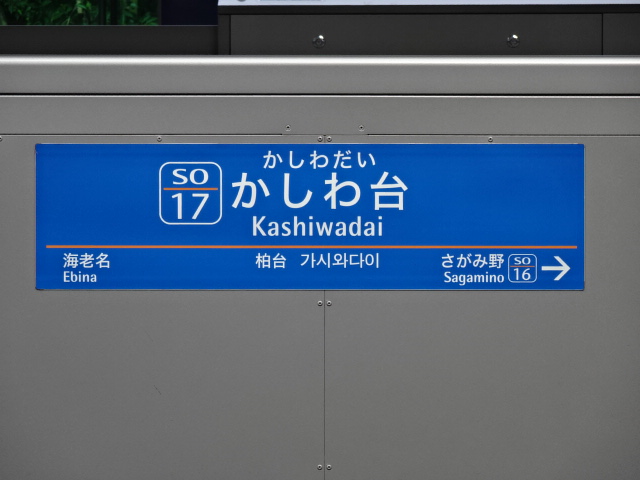 かしわだい
SO
17
かしわ台
Kashiwadai
海老名
Ebina
柏台 가시와다이
さがみ野
Sagamino
SO
16
→